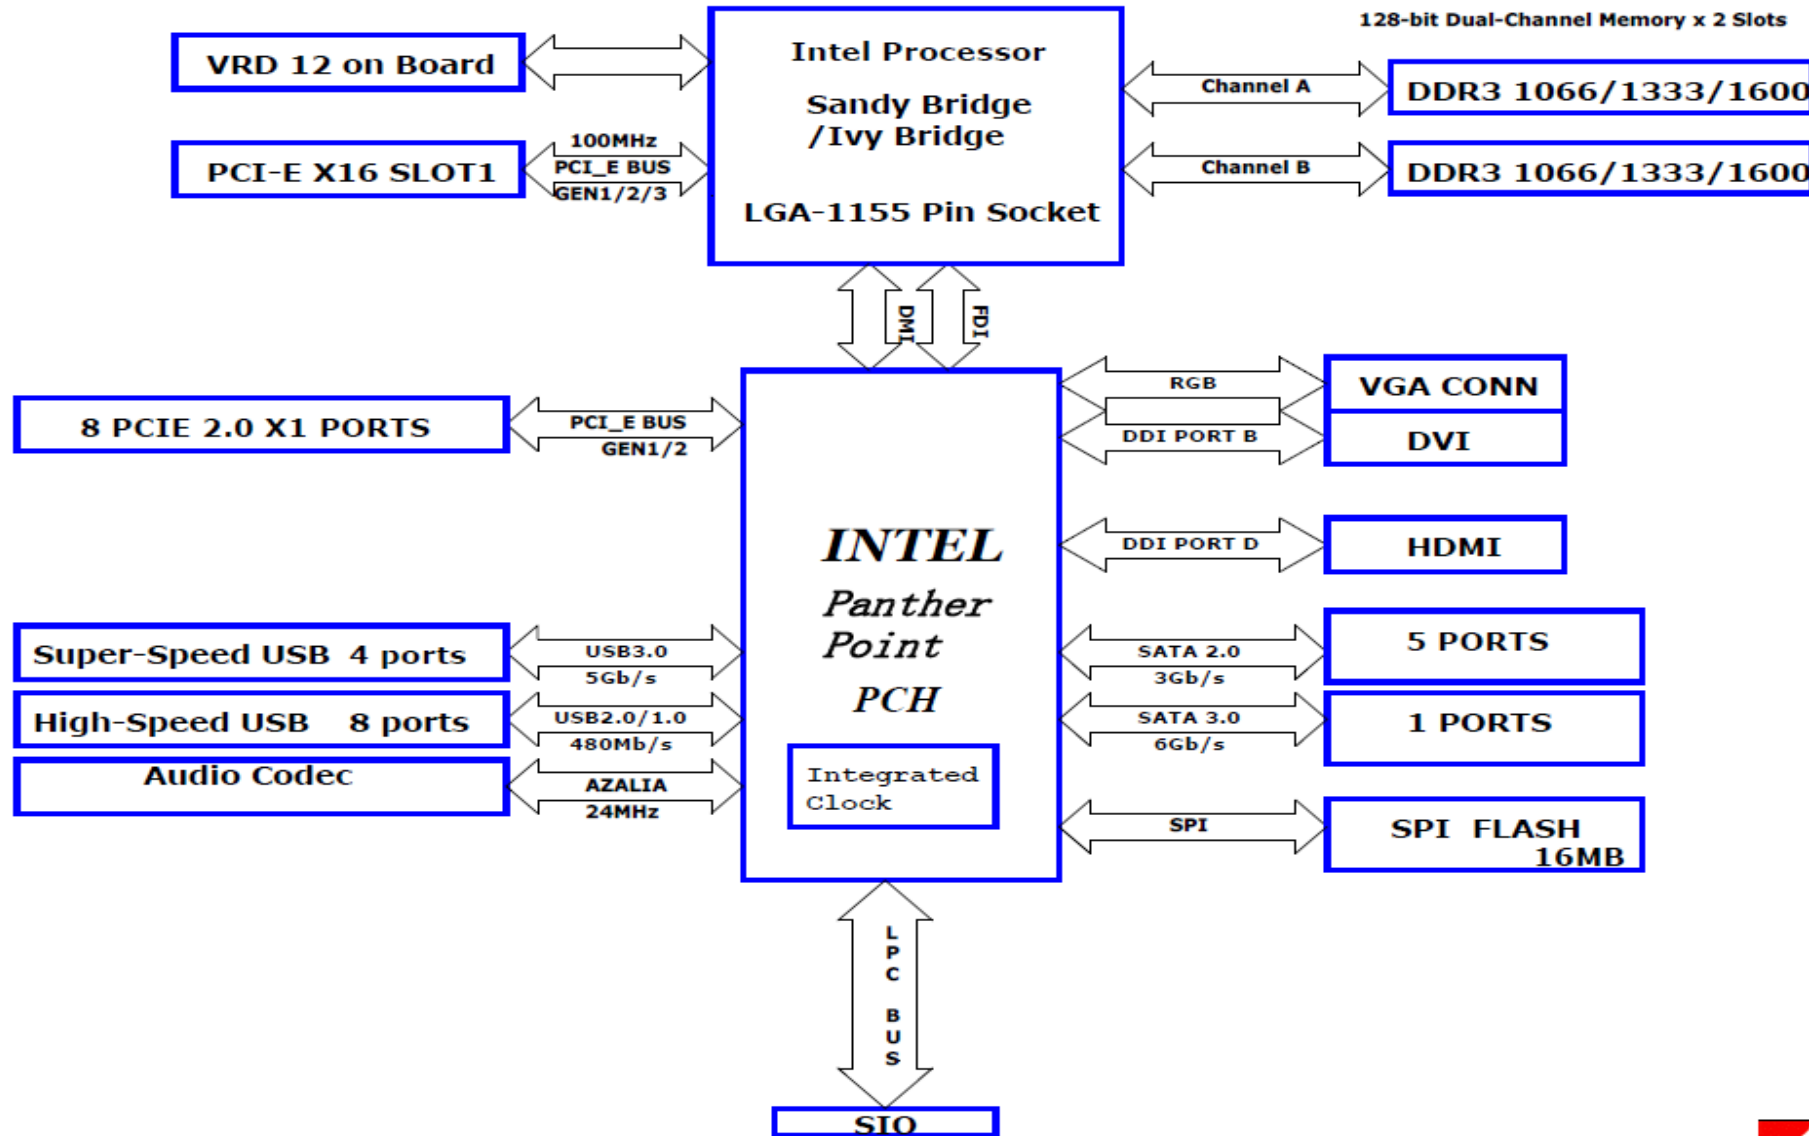 128-bit Dual-Channel Memory x 2 Slots
Intel Processor
Sandy Bridge
/Ivy Bridge
LGA-1155 Pin Socket
VRD 12 on Board
PCI-E X16 SLOT1
100MHz
PCI_E BUS
GEN1/2/3
Channel A
DDR3 1066/1333/1600
Channel B
DDR3 1066/1333/1600
DMI
FDI
8 PCIE 2.0 X1 PORTS
PCI_E BUS
GEN1/2
RGB
VGA CONN
DDI PORT B
DVI
DDI PORT D
HDMI
INTEL
Panther
Point
PCH
Integrated
Clock
Super-Speed USB 4 ports
USB3.0
5Gb/s
High-Speed USB 8 ports
USB2.0/1.0
480Mb/s
Audio Codec
AZALIA
24MHz
SATA 2.0
3Gb/s
5 PORTS
SATA 3.0
6Gb/s
1 PORTS
SPI
SPI FLASH
16MB
LPC BUS
SIO